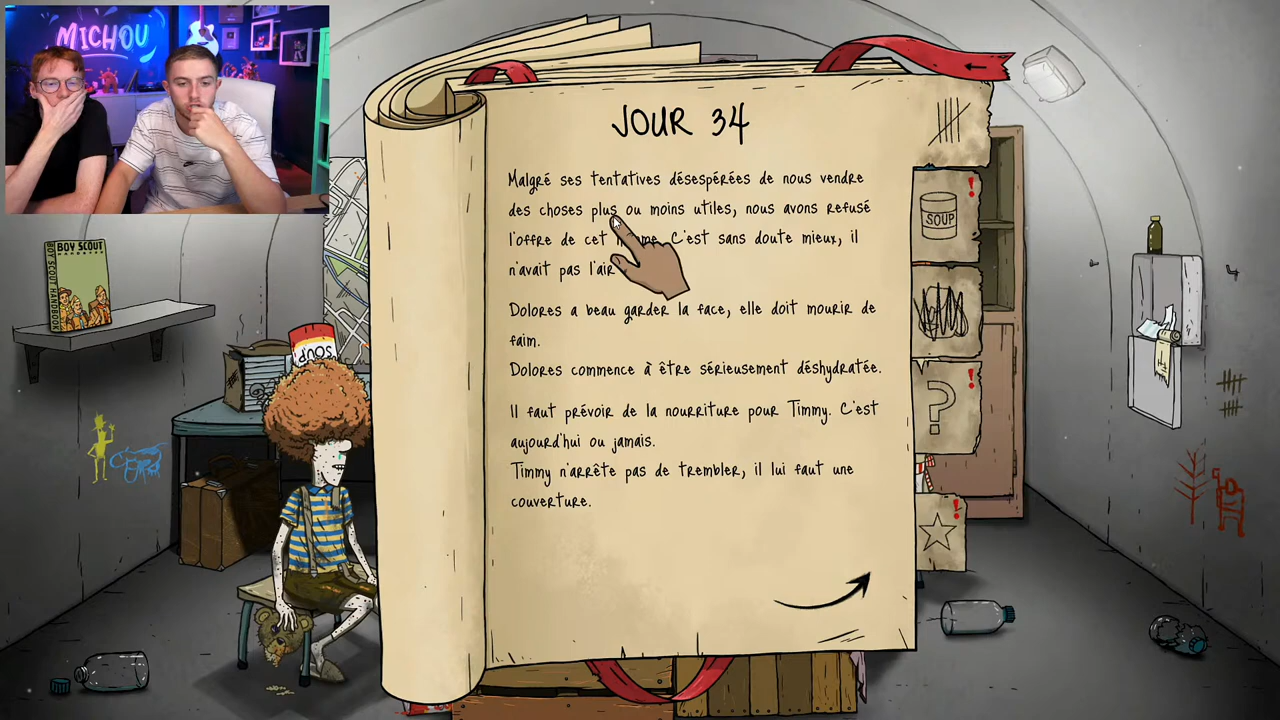 MICHOU
JOUR 34
Malgré ses tentatives désespérées de nous vendre
des choses plus ou moins utiles, nous avons refusé
l'offre de cet C'est sans doute mieux, il
n'avait pas l'air
Dolores a beau garder la face, elle doit mourir de
faim.
Dolores commence à être sérieusement déshydratée.
Il faut prévoir de la nourriture pour Timmy. C'est
aujourd'hui ou jamais.
Timmy n'arrête pas de trembler, il lui faut une
couverture.
SOUP
!
?
!
!
BOY SCOUT
BOY SCOUT HANDBOOK
SOUP